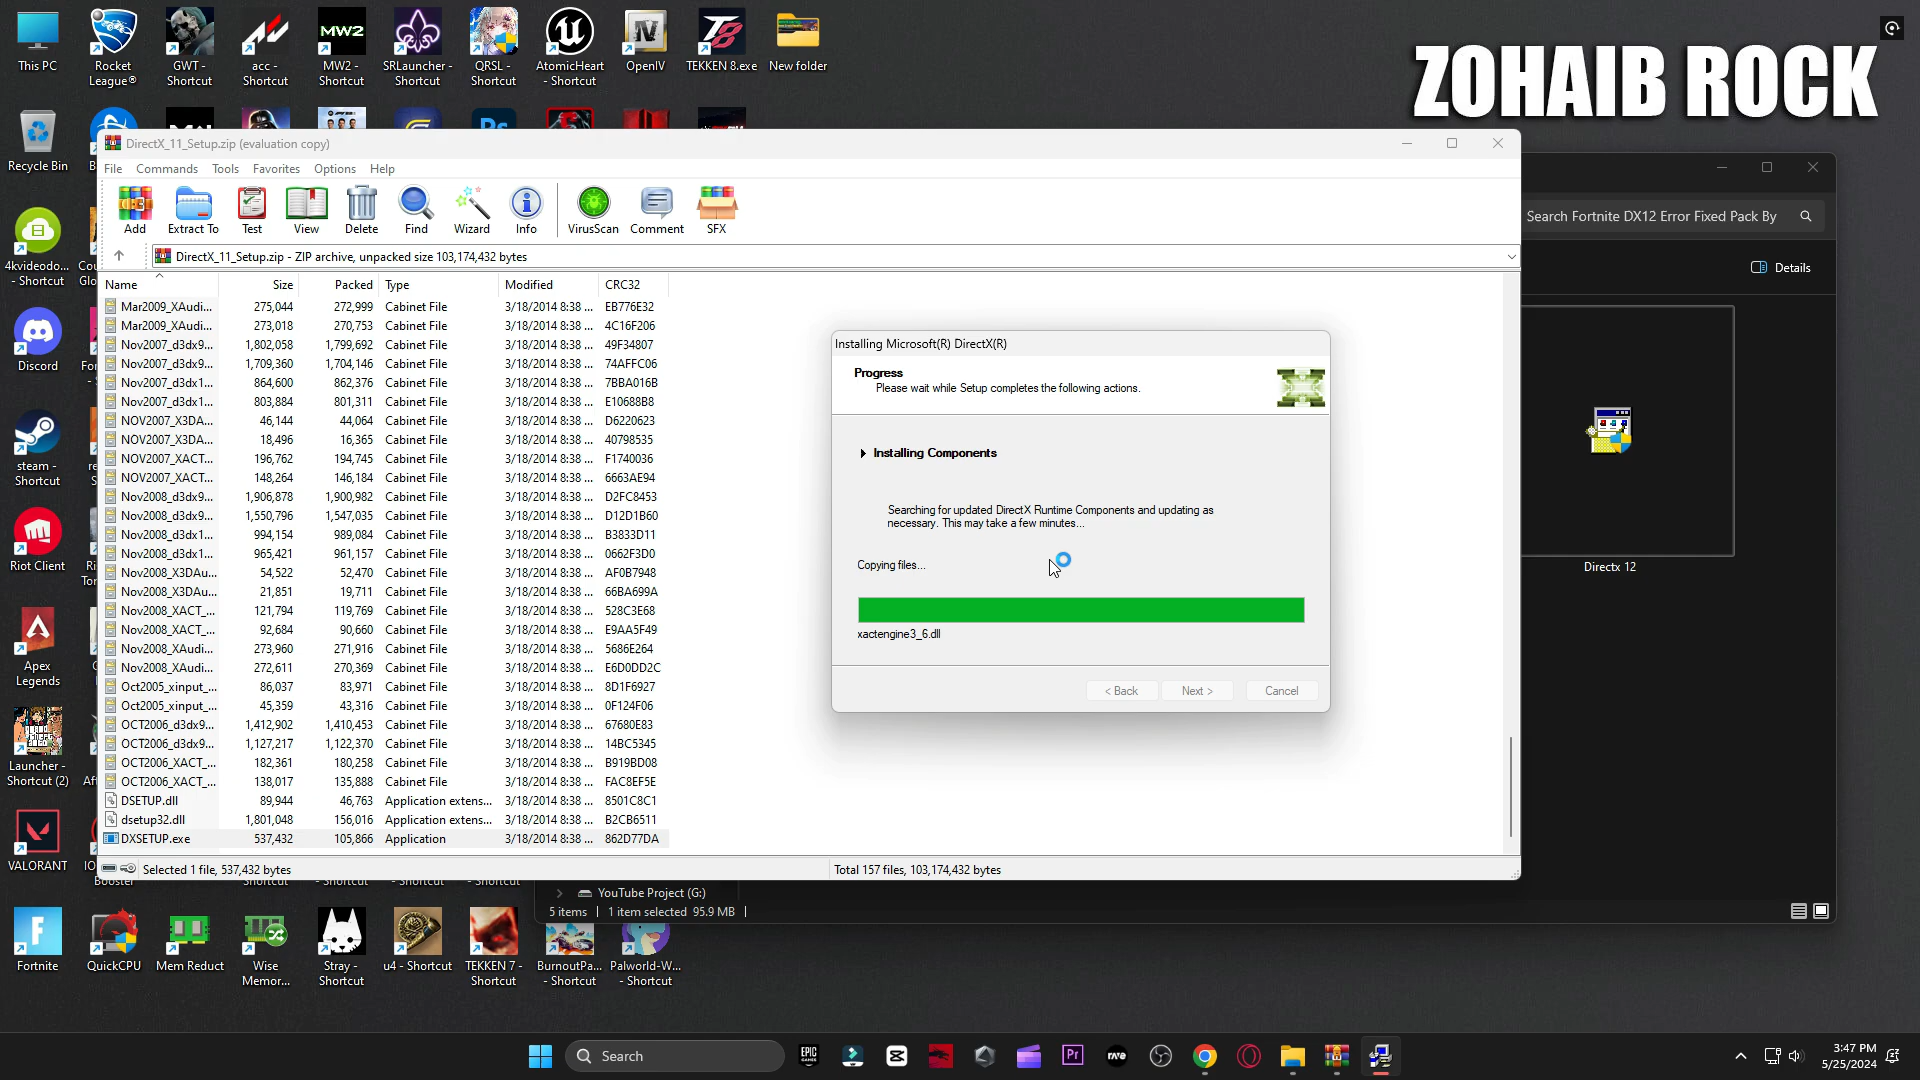 This PC
Rocket
League®
GWT -
Shortcut
acc -
Shortcut
MW2
MW2 -
Shortcut
SRLauncher -
Shortcut
QRSL -
Shortcut
AtomicHeart
- Shortcut
OpenIV
TEKKEN 8.exe
New folder
ZOHAIB ROCK
Recycle Bin
4kvideodo...
- Shortcut
Discord
steam -
Shortcut
Riot Client
Apex
Legends
Launcher -
Shortcut (2)
VALORANT
DirectX_11_Setup.zip (evaluation copy)
File Commands Tools Favorites Options Help
Add Extract To Test View Delete Find Wizard Info VirusScan Comment SFX
DirectX_11_Setup.zip - ZIP archive, unpacked size 103,174,432 bytes
Name Size Packed Type Modified CRC32
Mar2009_XAudi... 275,044 272,999 Cabinet File 3/18/2014 8:38 ... EB776E32
Mar2009_XAudi... 273,018 270,753 Cabinet File 3/18/2014 8:38 ... 4C16F206
Nov2007_d3dx9... 1,802,058 1,799,692 Cabinet File 3/18/2014 8:38 ... 49F34807
Nov2007_d3dx9... 1,709,360 1,704,146 Cabinet File 3/18/2014 8:38 ... 74AFFC06
Nov2007_d3dx1... 864,600 862,376 Cabinet File 3/18/2014 8:38 ... 7BBA016B
Nov2007_d3dx1... 803,884 801,311 Cabinet File 3/18/2014 8:38 ... E10688B8
NOV2007_X3DA... 46,144 44,064 Cabinet File 3/18/2014 8:38 ... D6220623
NOV2007_X3DA... 18,496 16,365 Cabinet File 3/18/2014 8:38 ... 40798535
NOV2007_XACT... 196,762 194,745 Cabinet File 3/18/2014 8:38 ... F1740036
NOV2007_XACT... 148,264 146,184 Cabinet File 3/18/2014 8:38 ... 6663AE94
Nov2008_d3dx9... 1,906,878 1,900,982 Cabinet File 3/18/2014 8:38 ... D2FC8453
Nov2008_d3dx9... 1,550,796 1,547,035 Cabinet File 3/18/2014 8:38 ... D12D1B60
Nov2008_d3dx1... 994,154 989,084 Cabinet File 3/18/2014 8:38 ... B3833D11
Nov2008_d3dx1... 965,421 961,157 Cabinet File 3/18/2014 8:38 ... 0662F3D0
Nov2008_X3DAu... 54,522 52,470 Cabinet File 3/18/2014 8:38 ... AF0B7948
Nov2008_X3DAu... 21,851 19,711 Cabinet File 3/18/2014 8:38 ... 66BA699A
Nov2008_XACT_... 121,794 119,769 Cabinet File 3/18/2014 8:38 ... 528C3E68
Nov2008_XACT_... 92,684 90,660 Cabinet File 3/18/2014 8:38 ... E9AA5F49
Nov2008_XAudi... 273,960 271,916 Cabinet File 3/18/2014 8:38 ... 5686E264
Nov2008_XAudi... 272,611 270,369 Cabinet File 3/18/2014 8:38 ... E6D0DD2C
Oct2005_xinput_... 86,037 83,971 Cabinet File 3/18/2014 8:38 ... 8D1F6927
Oct2005_xinput_... 45,359 43,316 Cabinet File 3/18/2014 8:38 ... 0F124F06
OCT2006_d3dx9... 1,412,902 1,410,453 Cabinet File 3/18/2014 8:38 ... 67680E83
OCT2006_d3dx9... 1,127,217 1,122,370 Cabinet File 3/18/2014 8:38 ... 14BC5345
OCT2006_XACT_... 182,361 180,258 Cabinet File 3/18/2014 8:38 ... B919BD08
OCT2006_XACT_... 138,017 135,888 Cabinet File 3/18/2014 8:38 ... FAC8EF5E
DSETUP.dll 89,944 46,763 Application extens... 3/18/2014 8:38 ... 8501C8C1
dsetup32.dll 1,801,048 156,016 Application extens... 3/18/2014 8:38 ... B2CB6511
DXSETUP.exe 537,432 105,866 Application 3/18/2014 8:38 ... 862D77DA
Selected 1 file, 537,432 bytes
Total 157 files, 103,174,432 bytes
Installing Microsoft(R) DirectX(R)
Progress
Please wait while Setup completes the following actions.
Installing Components
Searching for updated DirectX Runtime Components and updating as
necessary. This may take a few minutes...
Copying files...
xactengine3_6.dll
< Back Next > Cancel
Search Fortnite DX12 Error Fixed Pack By
Details
Directx 12
YouTube Project (G:)
5 items 1 item selected 95.9 MB
Fortnite
QuickCPU
Mem Reduct
Wise
Memor...
Stray -
Shortcut
u4 - Shortcut
TEKKEN 7 -
Shortcut
BurnoutPa...
- Shortcut
Palworld-W...
- Shortcut
Search
EPIC
GAMES
Pr
3:47 PM
5/25/2024